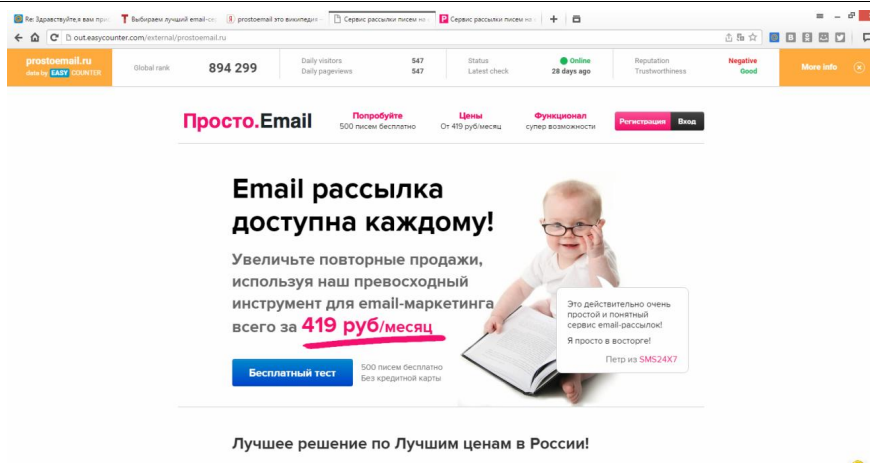 Re: Здравствуйте,я вам при
Выбираем лучший email-се
prostoemail это википедия -
Сервис рассылки писем на
Сервис рассылки писем на
out.easycounter.com/external/prostoemail.ru
prostoemail.ru
data by EASY COUNTER
Global rank
894 299
Daily visitors 547
Daily pageviews 547
Status Online
Latest check 28 days ago
Reputation Negative
Trustworthiness Good
More info
Просто.Email
Попробуйте
500 писем бесплатно
Цены
От 419 руб/месяц
Функционал
супер возможности
Регистрация Вход
Email рассылка
доступна каждому!
Увеличьте повторные продажи,
используя наш превосходный
инструмент для email-маркетинга
всего за 419 руб/месяц
Бесплатный тест
500 писем бесплатно
Без кредитной карты
Это действительно очень
простой и понятный
сервис email-рассылок!
Я просто в восторге!
Петр из SMS24X7
Лучшее решение по Лучшим ценам в России!